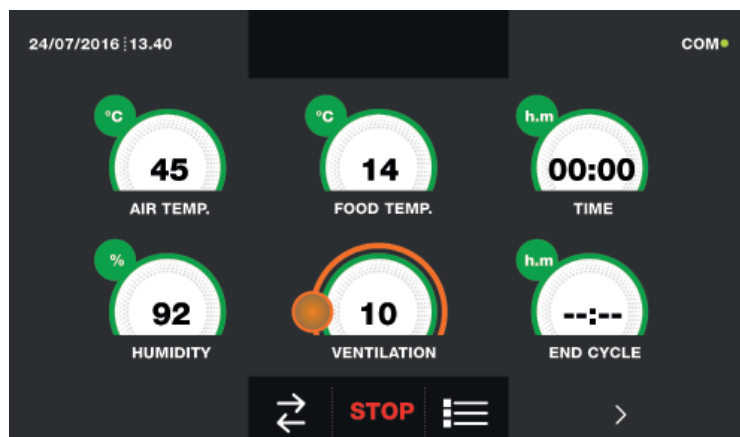 24/07/2016 13.40
COM
°C
45
AIR TEMP.
°C
14
FOOD TEMP.
h.m
00:00
TIME
%
92
HUMIDITY
10
VENTILATION
h.m
--:--
END CYCLE
STOP